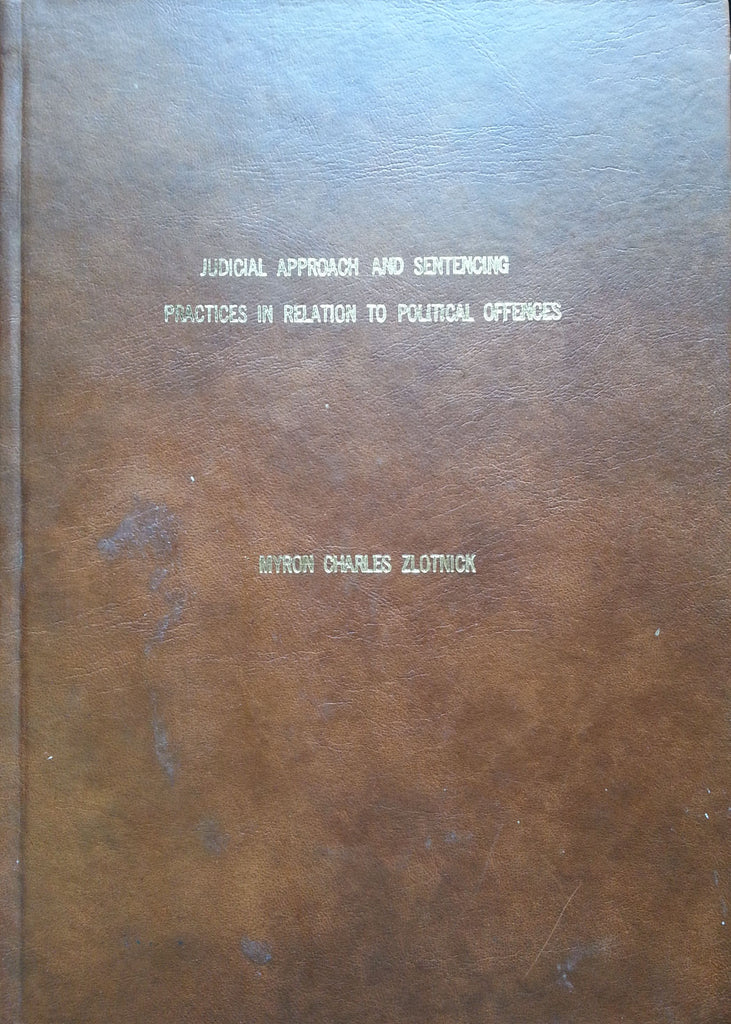 JUDICIAL APPROACH AND SENTENCING
PRACTICES IN RELATION TO POLITICAL OFFENCES
MYRON CHARLES ZLOTNICK